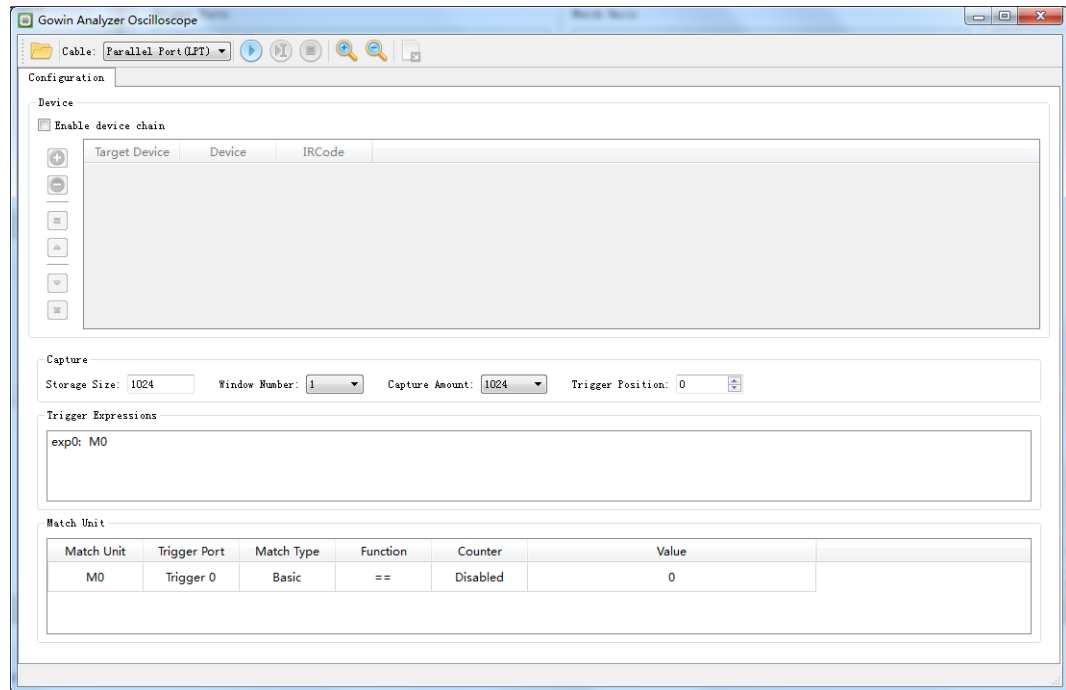 Gowin Analyzer Oscilloscope
Cable: Parallel Port(LPT)
Configuration
Device
Enable device chain
Target Device Device IRCode
Capture
Storage Size: 1024 Window Number: 1 Capture Amount: 1024 Trigger Position: 0
Trigger Expressions
exp0: M0
Match Unit
Match Unit Trigger Port Match Type Function Counter Value
M0 Trigger 0 Basic == Disabled 0